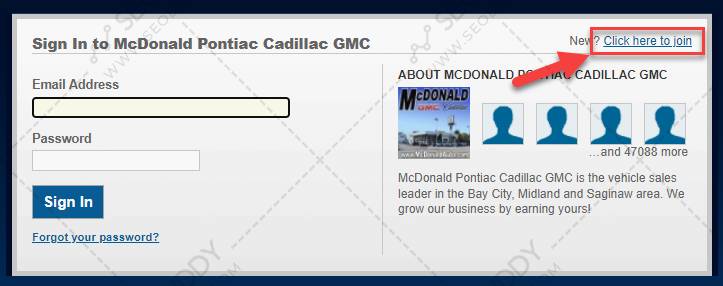 Sign In to McDonald Pontiac Cadillac GMC
New? Click here to join
Email Address
Password
Sign In
Forgot your password?
ABOUT MCDONALD PONTIAC CADILLAC GMC
McDONALD
GMC Cadillac
www.McDonaldGMC.com
...and 47088 more
McDonald Pontiac Cadillac GMC is the vehicle sales
leader in the Bay City, Midland and Saginaw area. We
grow our business by earning yours!